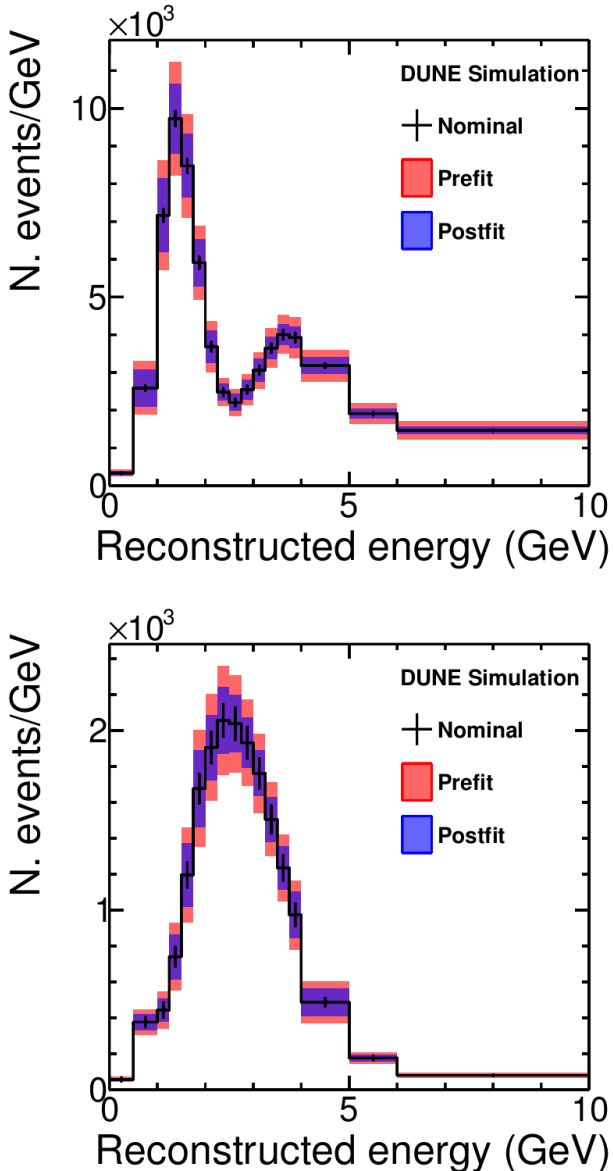 ×10³
N. events/GeV
DUNE Simulation
Nominal
Prefit
Postfit
10
5
0
0
5
10
Reconstructed energy (GeV)
×10³
N. events/GeV
DUNE Simulation
Nominal
Prefit
Postfit
2
1
0
0
5
10
Reconstructed energy (GeV)